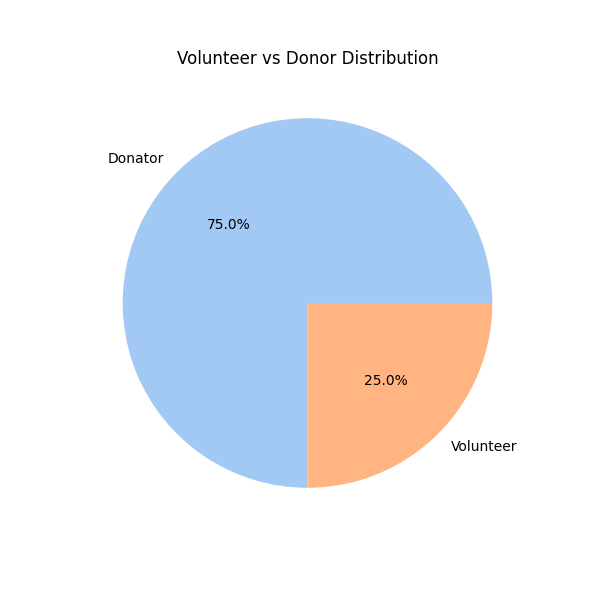 Volunteer vs Donor Distribution
Donator
75.0%
25.0%
Volunteer